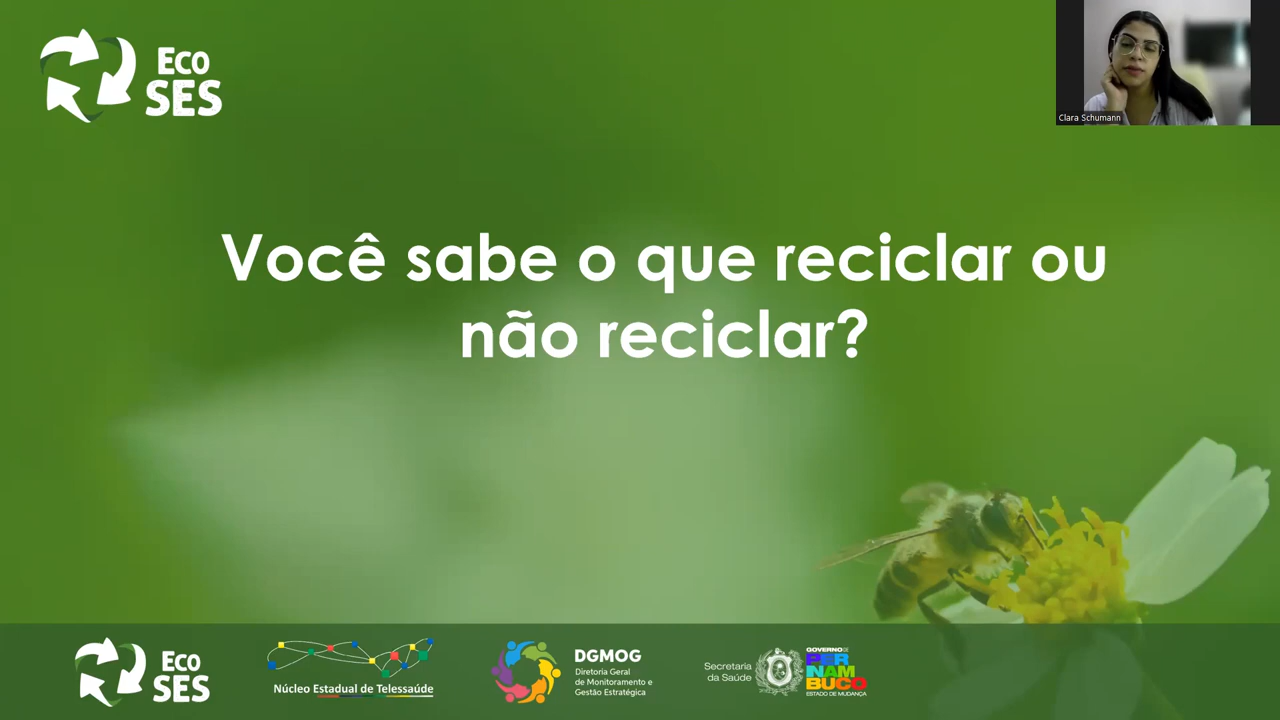 Eco
SES
Clara Schumann
Você sabe o que reciclar ou
não reciclar?
Eco
SES
Núcleo Estadual de Telessaúde
DGMOG
Diretoria Geral
de Monitoramento e
Gestão Estratégica
Secretaria
da Saúde
GOVERNO DE
PER
NAM
BUCO
ESTADO DE MUDANÇA